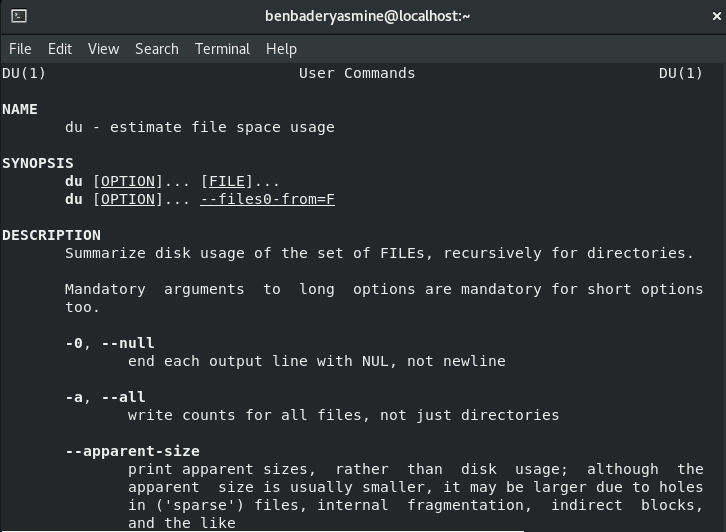 benbaderyasmine@localhost:~
File Edit View Search Terminal Help
DU(1) User Commands DU(1)
NAME
du - estimate file space usage
SYNOPSIS
du [OPTION]... [FILE]...
du [OPTION]... --files0-from=F
DESCRIPTION
Summarize disk usage of the set of FILEs, recursively for directories.
Mandatory arguments to long options are mandatory for short options
too.
-0, --null
end each output line with NUL, not newline
-a, --all
write counts for all files, not just directories
--apparent-size
print apparent sizes, rather than disk usage; although the
apparent size is usually smaller, it may be larger due to holes
in ('sparse') files, internal fragmentation, indirect blocks,
and the like